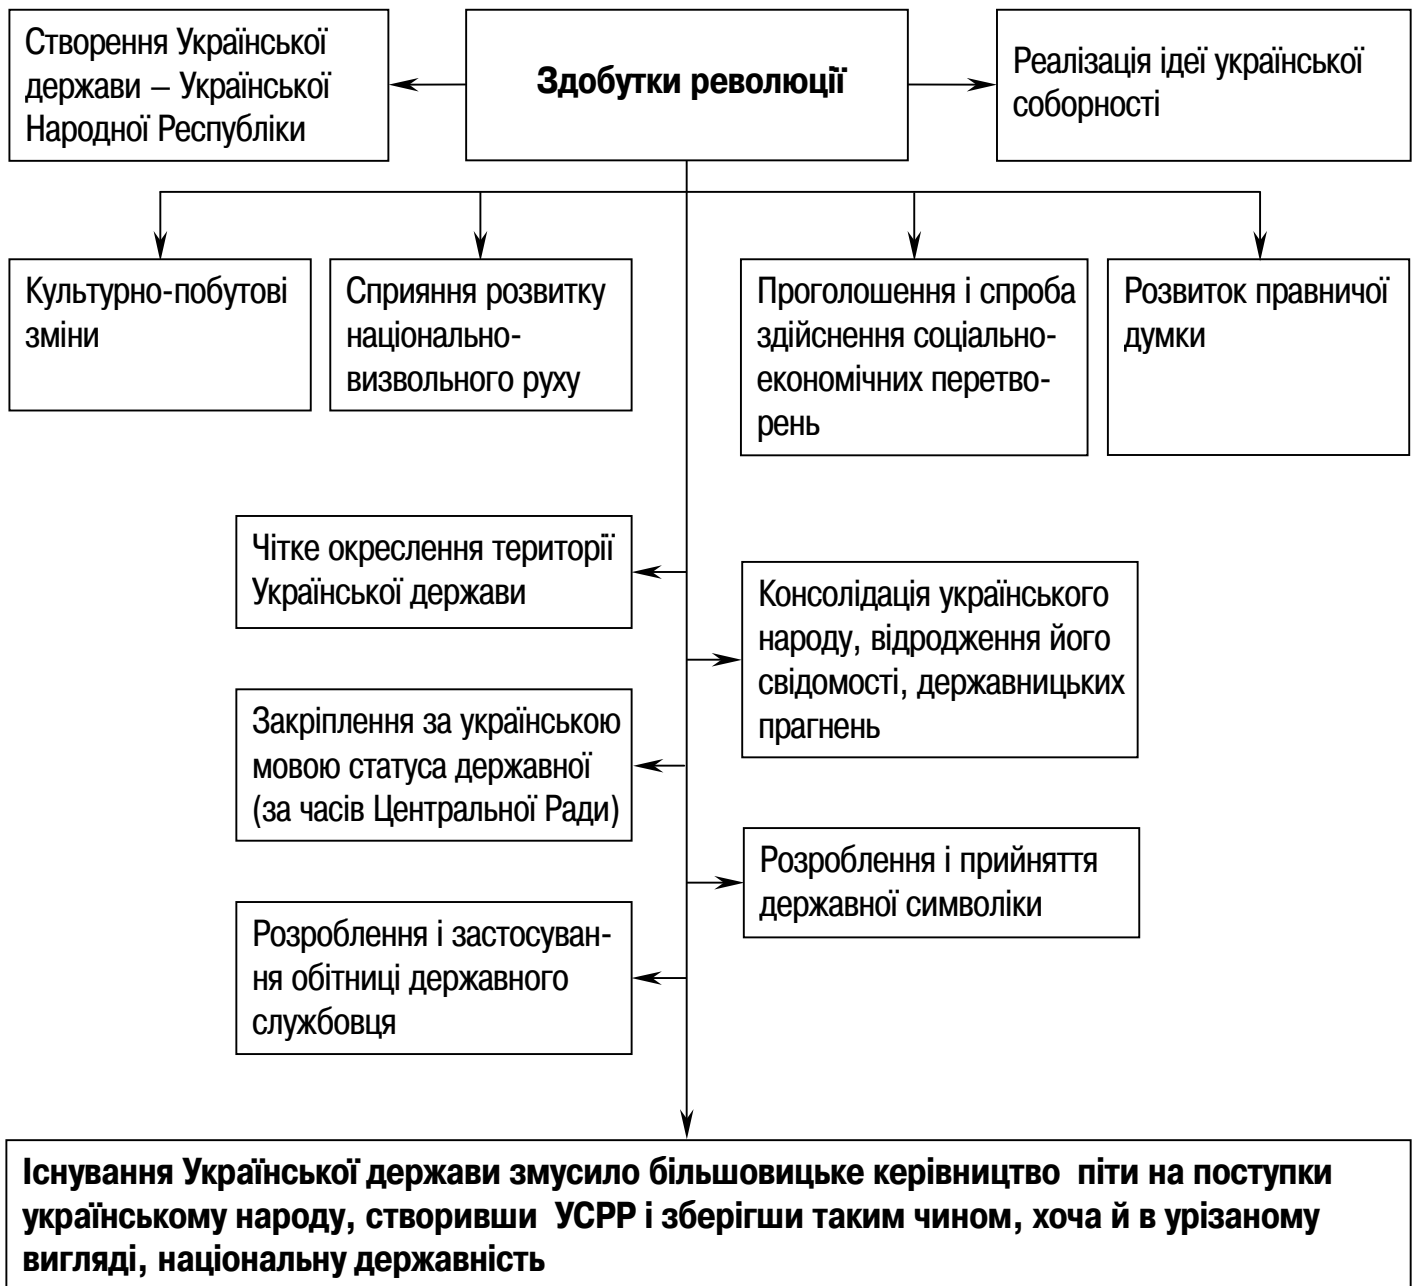 Створення Української
держави – Української
Народної Республіки
Здобутки революції
Реалізація ідеї української
соборності
Культурно-побутові
зміни
Сприяння розвитку
національно-
визвольного руху
Проголошення і спроба
здійснення соціально-
економічних перетво-
рень
Розвиток правничої
думки
Чітке окреслення території
Української держави
Консолідація українського
народу, відродження його
свідомості, державницьких
прагнень
Закріплення за українською
мовою статуса державної
(за часів Центральної Ради)
Розроблення і прийняття
державної символіки
Розроблення і застосуван-
ня обітниці державного
службовця
Існування Української держави змусило більшовицьке керівництво піти на поступки
українському народу, створивши УСРР і зберігши таким чином, хоча й в урізаному
вигляді, національну державність